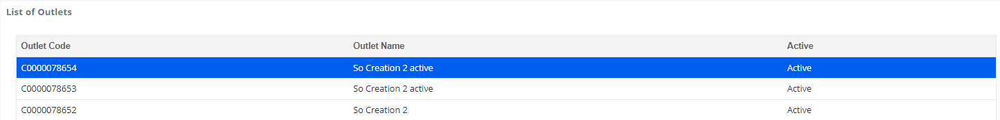 List of Outlets
Outlet Code Outlet Name Active
C0000078654 So Creation 2 active Active
C0000078653 So Creation 2 active Active
C0000078652 So Creation 2 Active